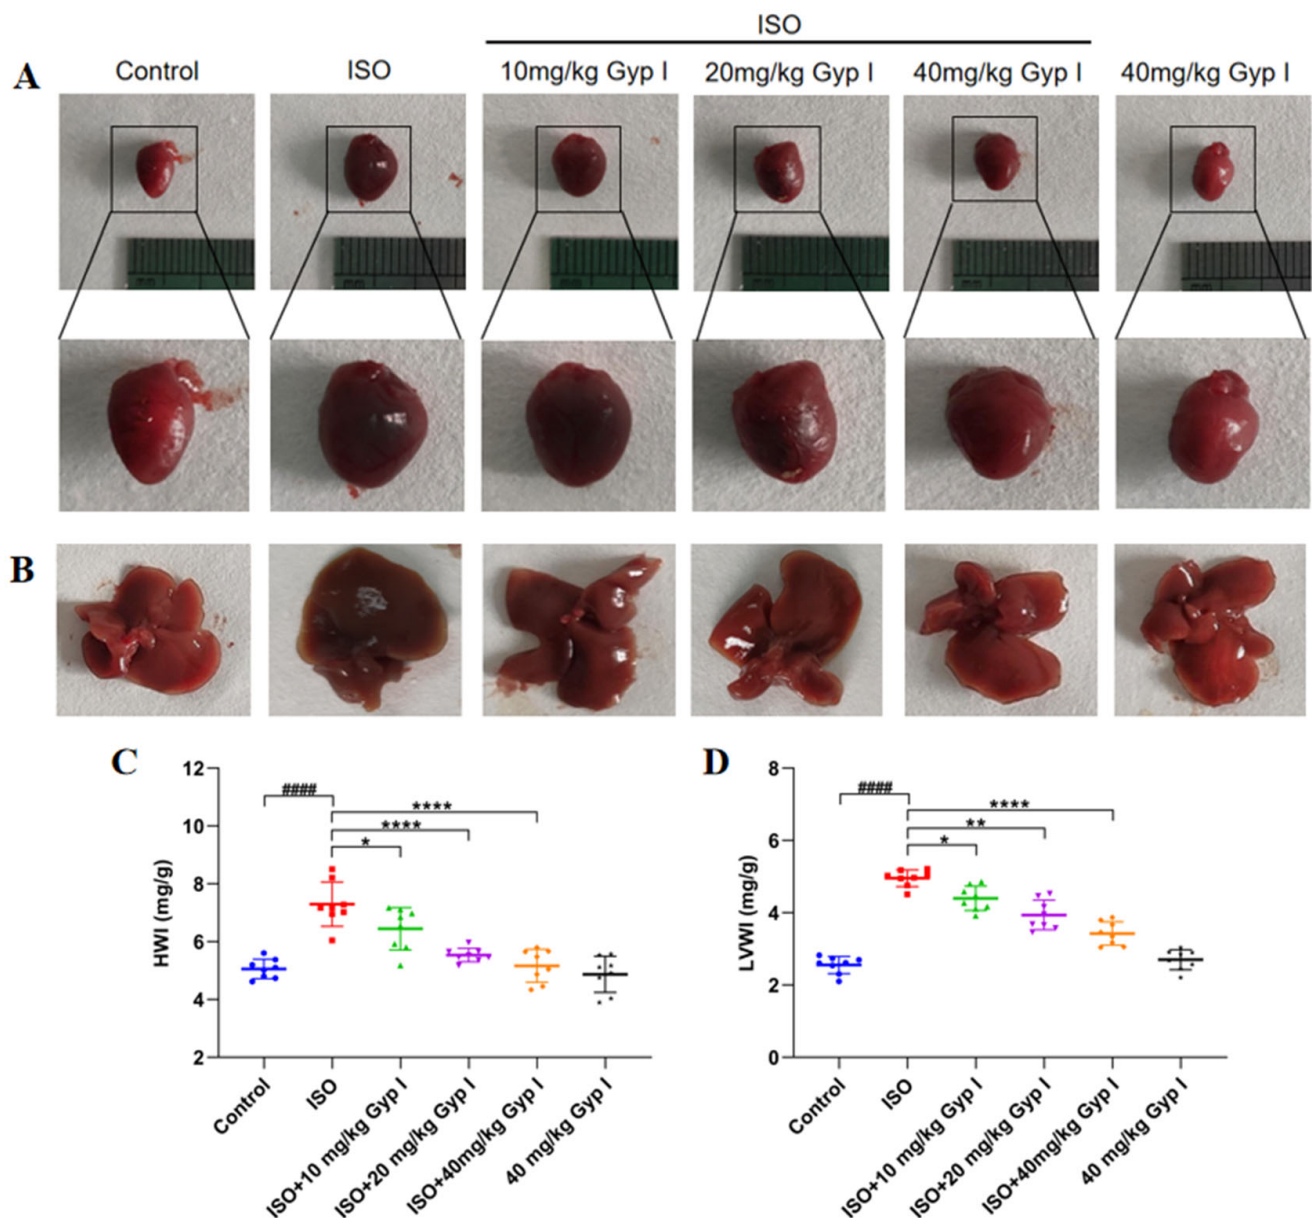 ISO
A
Control
ISO
10mg/kg Gyp I
20mg/kg Gyp I
40mg/kg Gyp I
40mg/kg Gyp I
B
C
HWI (mg/g)
12
10
8
6
4
2
####
****
****
*
Control
ISO
ISO+10 mg/kg Gyp I
ISO+20 mg/kg Gyp I
ISO+40mg/kg Gyp I
40 mg/kg Gyp I
D
LVWI (mg/g)
8
6
4
2
0
####
****
**
*
Control
ISO
ISO+10 mg/kg Gyp I
ISO+20 mg/kg Gyp I
ISO+40mg/kg Gyp I
40 mg/kg Gyp I